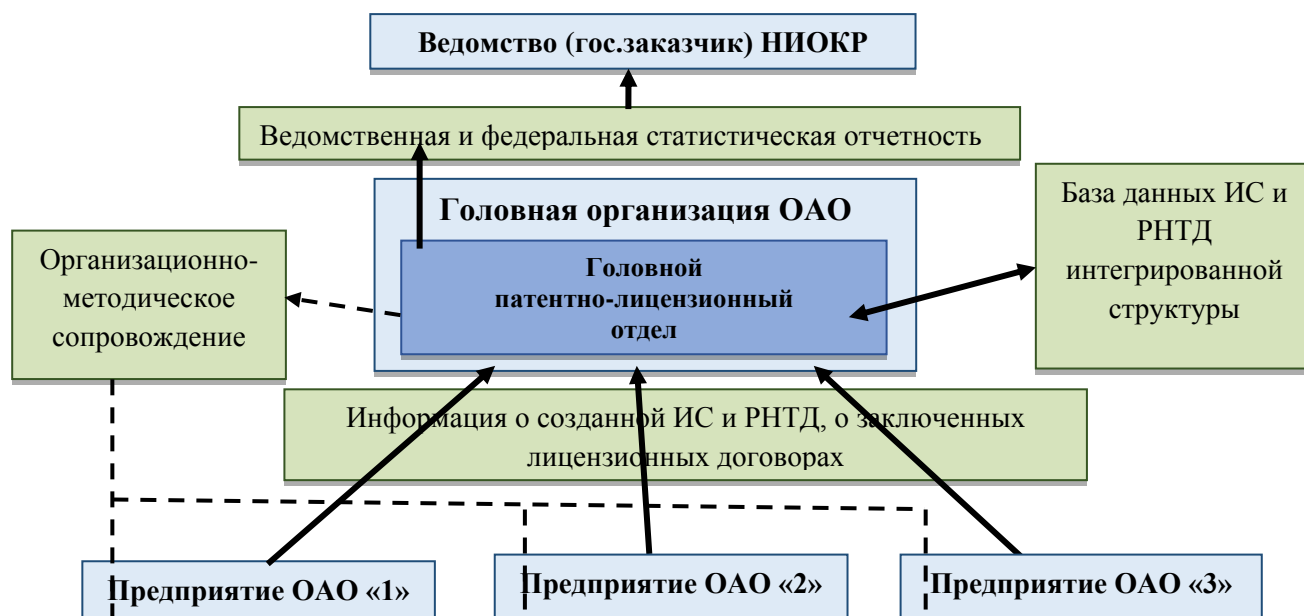 Ведомство (гос.заказчик) НИОКР
Ведомственная и федеральная статистическая отчетность
Головная организация ОАО
Головной
патентно-лицензионный
отдел
База данных ИС и
РНТД
интегрированной
структуры
Организационно-
методическое
сопровождение
Информация о созданной ИС и РНТД, о заключенных
лицензионных договорах
Предприятие ОАО «1»
Предприятие ОАО «2»
Предприятие ОАО «3»